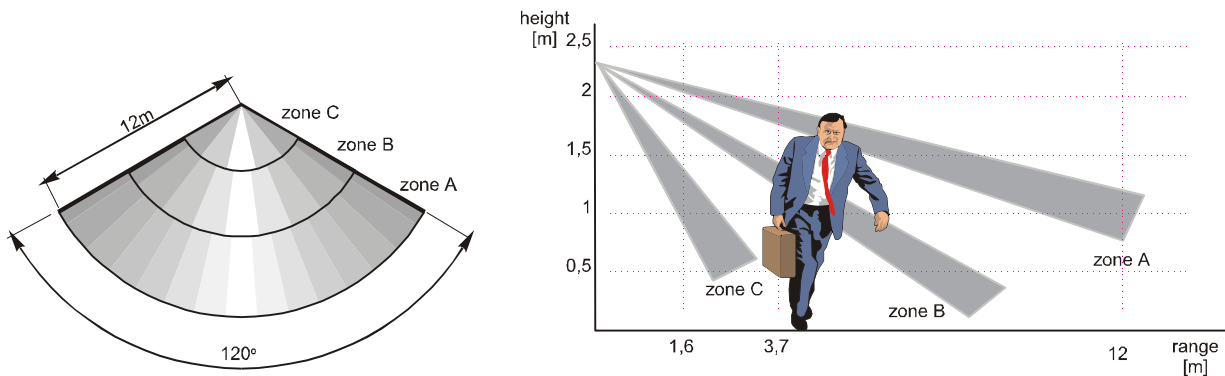 12m
zone C
zone B
zone A
120º
height
[m]
2,5
2
1,5
1
0,5
zone A
zone C
zone B
1,6
3,7
12
range
[m]